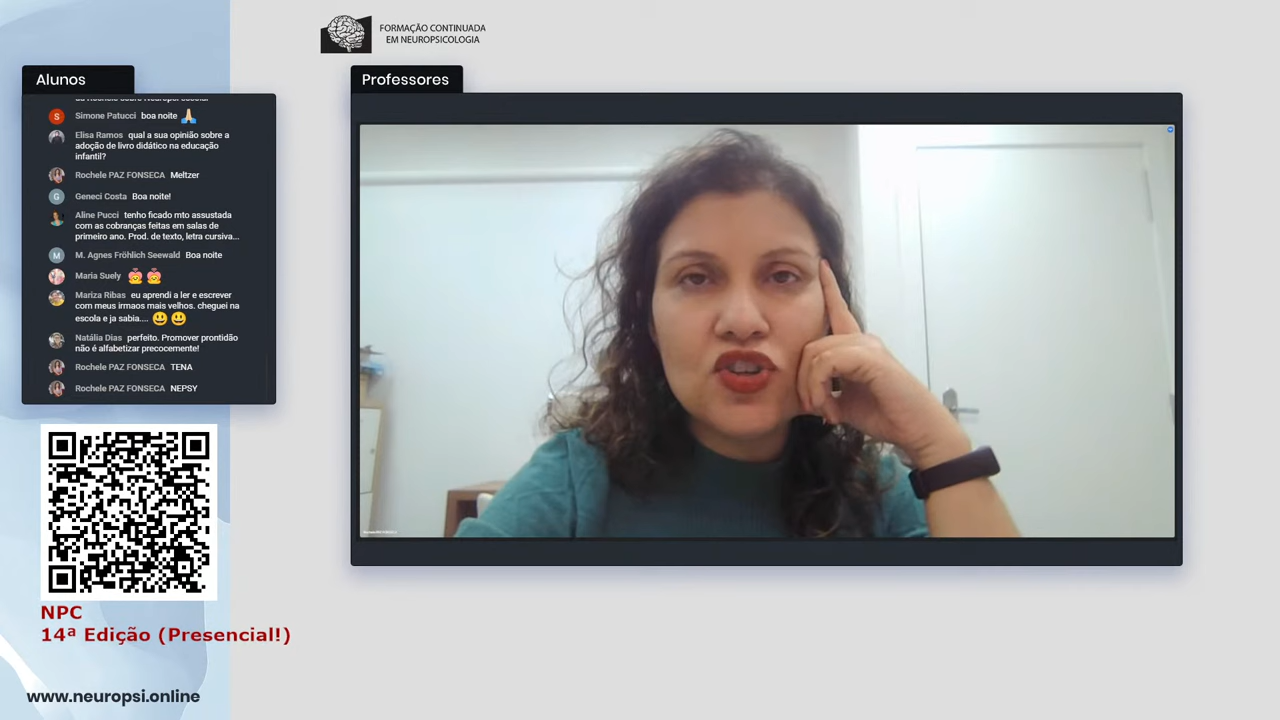 FORMAÇÃO CONTINUADA
EM NEUROPSICOLOGIA
Alunos
Simone Patucci boa noite 🙏
Elisa Ramos qual a sua opinião sobre a
adoção de livro didático na educação
infantil?
Rochele PAZ FONSECA Meltzer
Geneci Costa Boa noite!
Aline Pucci tenho ficado mto assustada
com as cobranças feitas em salas de
primeiro ano. Prod. de texto, letra cursiva...
M. Agnes Fröhlich Seewald Boa noite
Maria Suely
Mariza Ribas eu aprendi a ler e escrever
com meus irmaos mais velhos. cheguei na
escola e ja sabia.... 😃 😃
Natália Dias perfeito. Promover prontidão
não é alfabetizar precocemente!
Rochele PAZ FONSECA TENA
Rochele PAZ FONSECA NEPSY
NPC
14ª Edição (Presencial!)
www.neuropsi.online
Professores